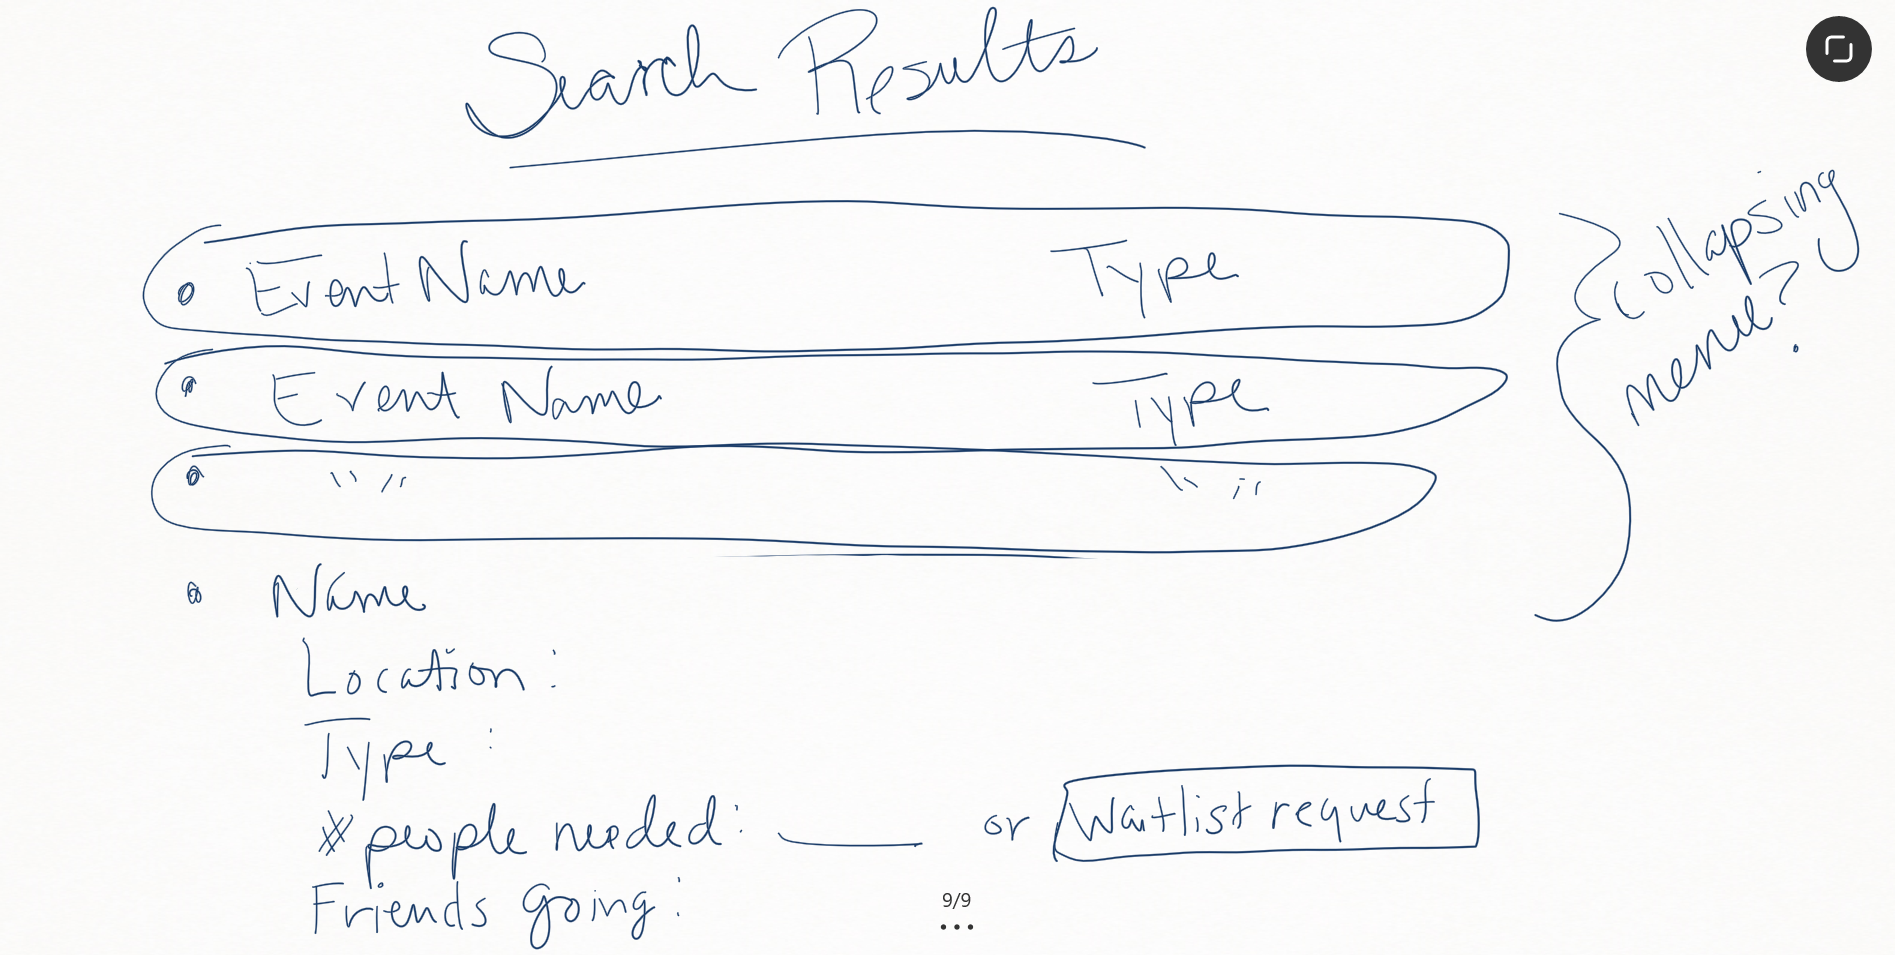 Search Results
• Event Name Type
• Event Name Type
• " " " "
• Name
Location:
Type:
# people needed: ____ or Waitlist request
Friends going:
collapsing
menu?
9/9
...